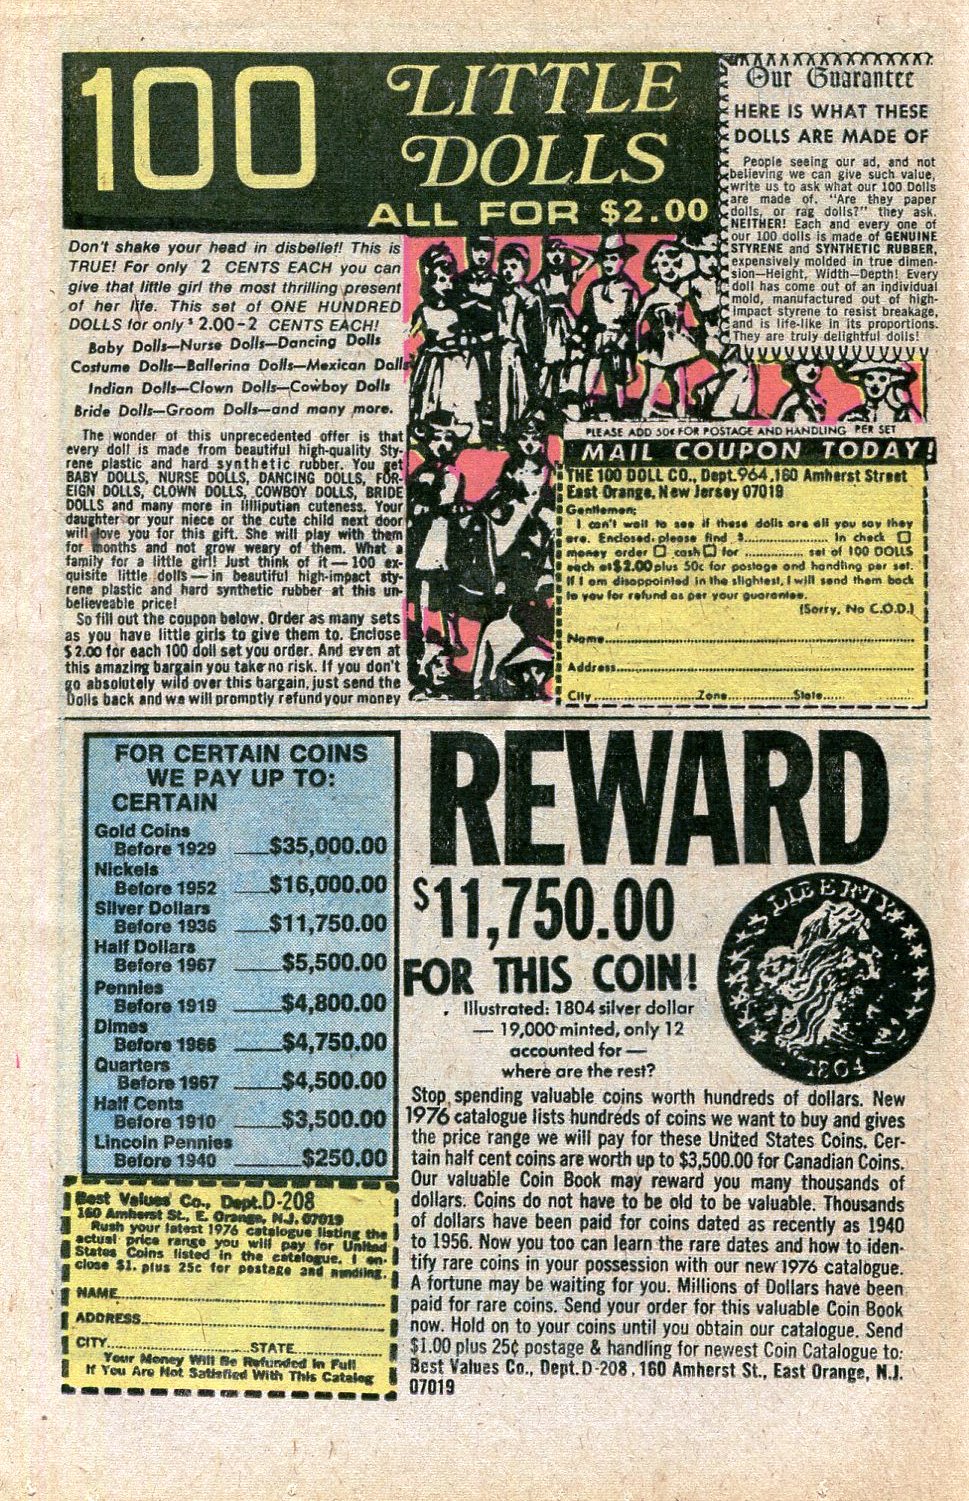 100
LITTLE
DOLLS
ALL FOR $2.00
Don't shake your head in disbelief! This is
TRUE! For only 2 CENTS EACH you can
give that little girl the most thrilling present
of her life. This set of ONE HUNDRED
DOLLS for only $2.00-2 CENTS EACH!
Baby Dolls—Nurse Dolls—Dancing Dolls
Costume Dolls—Ballerina Dolls—Mexican Dolls
Indian Dolls—Clown Dolls—Cowboy Dolls
Bride Dolls—Groom Dolls—and many more.
The wonder of this unprecedented offer is that
every doll is made from beautiful high-quality Sty-
rene plastic and hard synthetic rubber. You get
BABY DOLLS, NURSE DOLLS, DANCING DOLLS, FOR-
EIGN DOLLS, CLOWN DOLLS, COWBOY DOLLS, BRIDE
DOLLS and many more in lilliputian cuteness. Your
daughter or your niece or the cute child next door
will love you for this gift. She will play with them
for months and not grow weary of them. What a
family for a little girl! Just think of it—100 ex-
quisite little dolls—in beautiful high-impact sty-
rene plastic and hard synthetic rubber at this un-
believeable price!
So fill out the coupon below. Order as many sets
as you have little girls to give them to. Enclose
$2.00 for each 100 doll set you order. And even at
this amazing bargain you take no risk. If you don't
go absolutely wild over this bargain, just send the
Dolls back and we will promptly refund your money
Our Guarantee
HERE IS WHAT THESE
DOLLS ARE MADE OF
People seeing our ad, and not
believing we can give such value,
write us to ask what our 100 Dolls
are made of. "Are they paper
dolls, or rag dolls?" they ask.
NEITHER! Each and every one of
our 100 dolls is made of GENUINE
STYRENE and SYNTHETIC RUBBER,
expensively molded in true dimen-
sion—Height, Width—Depth! Every
doll has come out of an individual
mold, manufactured out of high-
impact styrene to resist breakage,
and is life-like in its proportions.
They are truly delightful dolls!
PLEASE ADD 50¢ FOR POSTAGE AND HANDLING PER SET
MAIL COUPON TODAY!
THE 100 DOLL CO., Dept.964,160 Amherst Street
East Orange, New Jersey 07019
Gentlemen:
I can't wait to see if these dolls are all you say they
are. Enclosed please find $.................... in check □
money order □ cash □ for .............. set of 100 DOLLS
each at $2.00 plus 50c for postage and handling per set.
If I am disappointed in the slightest, I will send them back
to you for refund as per your guarantee.
(Sorry, No C.O.D.)
Name..............................
Address..............................
City....................Zone..............State......
FOR CERTAIN COINS
WE PAY UP TO:
CERTAIN
Gold Coins
Before 1929 ___$35,000.00
Nickels
Before 1952 ___$16,000.00
Silver Dollars
Before 1936 ___$11,750.00
Half Dollars
Before 1967 ___$5,500.00
Pennies
Before 1919 ___$4,800.00
Dimes
Before 1966 ___$4,750.00
Quarters
Before 1967 ___$4,500.00
Half Cents
Before 1910 ___$3,500.00
Lincoln Pennies
Before 1940 ___$250.00
Best Values Co., Dept.D-208
160 Amherst St., E. Orange, N.J. 07019
Rush your latest 1976 catalogue listing the
actual price range you will pay for United
States Coins listed in the catelogue. I en-
close $1. plus 25c for postage and handling.
NAME..............................
ADDRESS..............................
CITY....................STATE..............
Your Money Will Be Refunded in Full
If You Are Not Satisfied With This Catalog
REWARD
$11,750.00
FOR THIS COIN!
Illustrated: 1804 silver dollar
— 19,000 minted, only 12
accounted for —
where are the rest?
LIBERTY
1804
Stop spending valuable coins worth hundreds of dollars. New
1976 catalogue lists hundreds of coins we want to buy and gives
the price range we will pay for these United States Coins. Cer-
tain half cent coins are worth up to $3,500.00 for Canadian Coins.
Our valuable Coin Book may reward you many thousands of
dollars. Coins do not have to be old to be valuable. Thousands
of dollars have been paid for coins dated as recently as 1940
to 1956. Now you too can learn the rare dates and how to iden-
tify rare coins in your possession with our new 1976 catalogue.
A fortune may be waiting for you. Millions of Dollars have been
paid for rare coins. Send your order for this valuable Coin Book
now. Hold on to your coins until you obtain our catalogue. Send
$1.00 plus 25¢ postage & handling for newest Coin Catalogue to:
Best Values Co., Dept. D-208, 160 Amherst St., East Orange, N.J.
07019